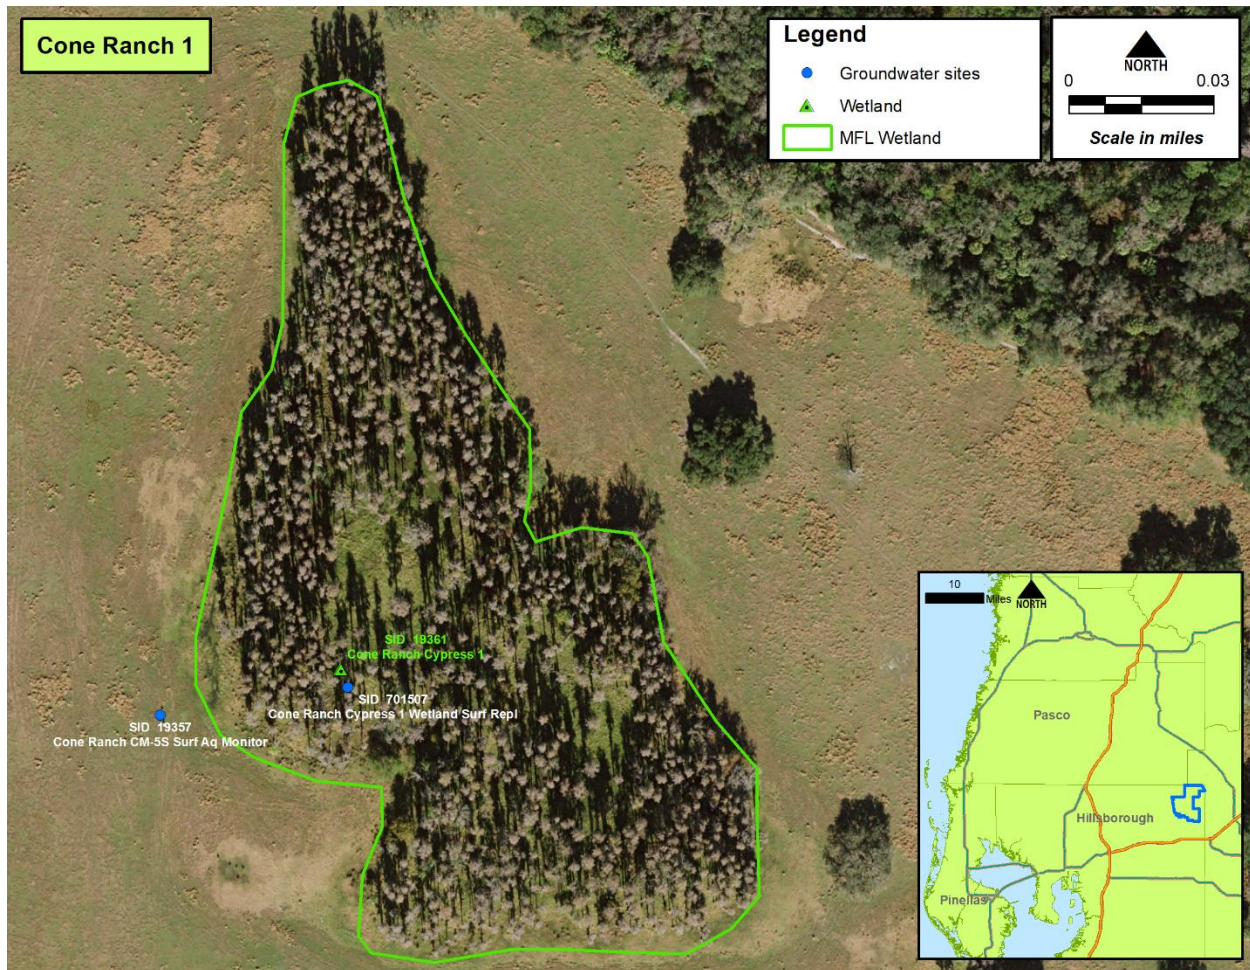 Cone Ranch 1
Legend
Groundwater sites
Wetland
MFL Wetland
NORTH
0 0.03
Scale in miles
SID 19361
Cone Ranch Cypress 1
SID 701507
Cone Ranch Cypress 1 Wetland Surf Repl
SID 19357
Cone Ranch CM-5S Surf Aq Monitor
10
Miles
NORTH
Pasco
Hillsborough
Pinellas